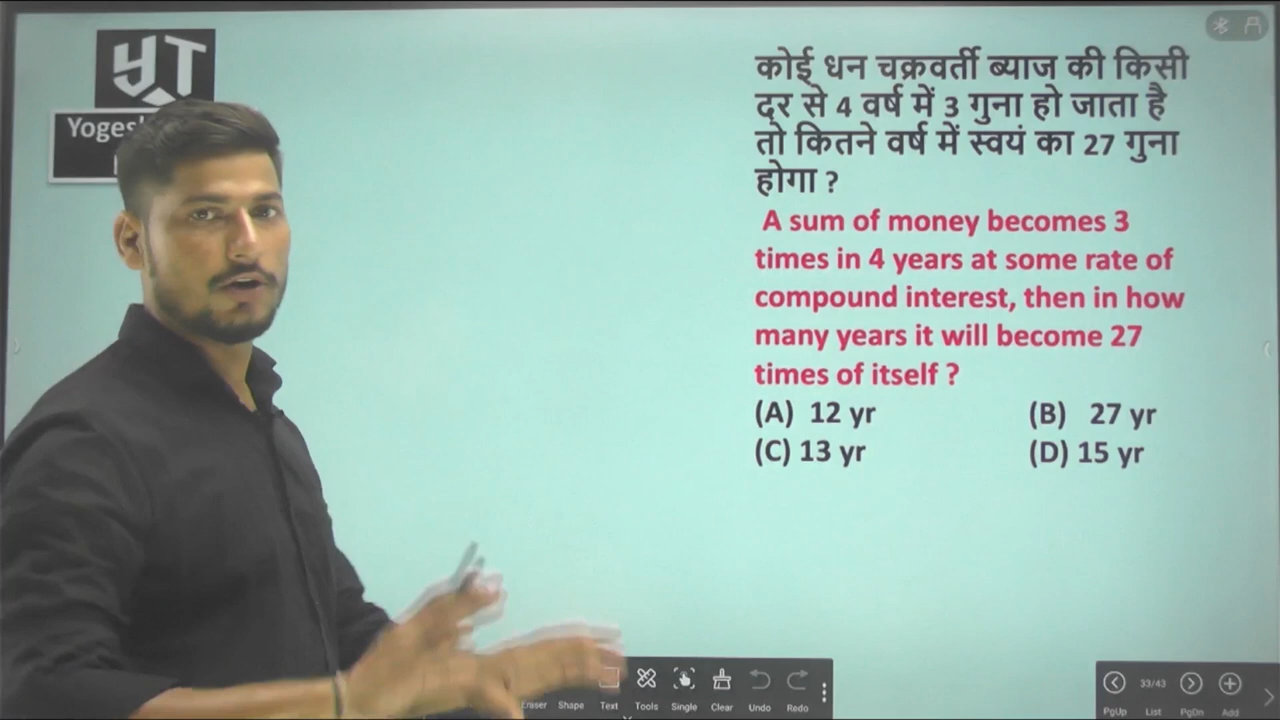 YT
कोई धन चक्रवर्ती ब्याज की किसी
दर से 4 वर्ष में 3 गुना हो जाता है
तो कितने वर्ष में स्वयं का 27 गुना
होगा ?
A sum of money becomes 3
times in 4 years at some rate of
compound interest, then in how
many years it will become 27
times of itself ?
(A) 12 yr (B) 27 yr
(C) 13 yr (D) 15 yr
Text Tools Single Clear Undo Redo
Shape
33/43
PgUp List PgDn Add